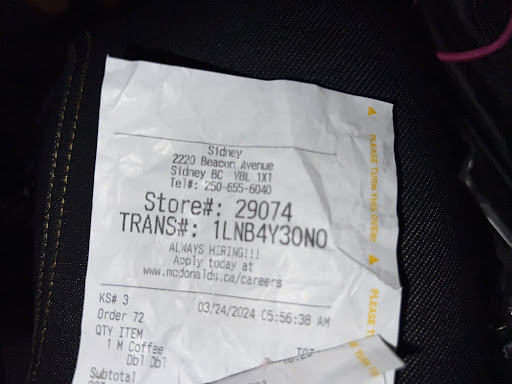 Sidney
2220 Beacon Avenue
Sidney BC V8L 1X1
Tel#: 250-655-6040
Store#: 29074
TRANS#: 1LNB4Y3ONO
ALWAYS HIRING!!!
Apply today at
www.mcdonalds.ca/careers
KS# 3
03/24/2024 05:56:38 AM
Order 72
QTY ITEM
1 M Coffee
Dbl Dbl
Subtotal
PLEASE TURN THIS OVER!
PLEASE TURN THIS